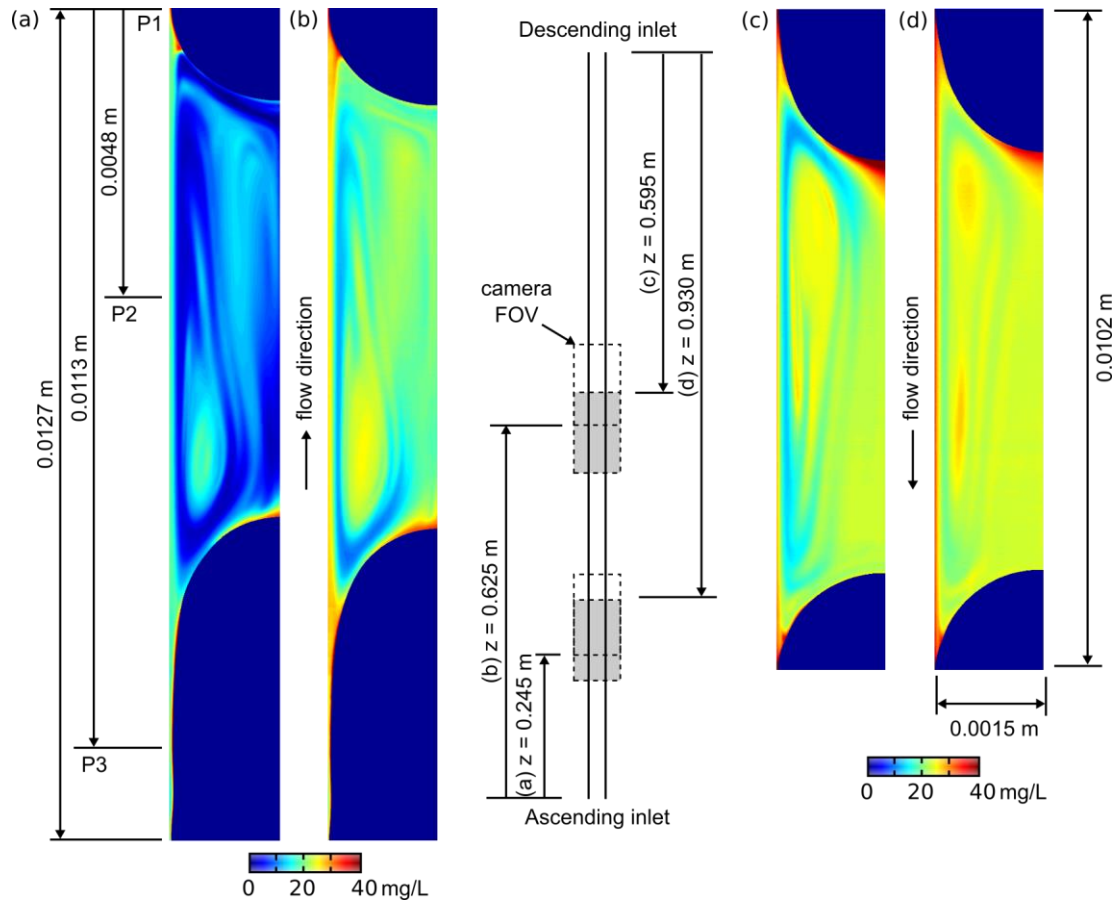 (a)
P1
(b)
0.0127 m
0.0113 m
0.0048 m
P2
P3
flow direction
0 20 40 mg/L
Descending inlet
camera
FOV
(c) z = 0.595 m
(d) z = 0.930 m
(b) z = 0.625 m
(a) z = 0.245 m
Ascending inlet
(c)
(d)
flow direction
0.0102 m
0.0015 m
0 20 40 mg/L